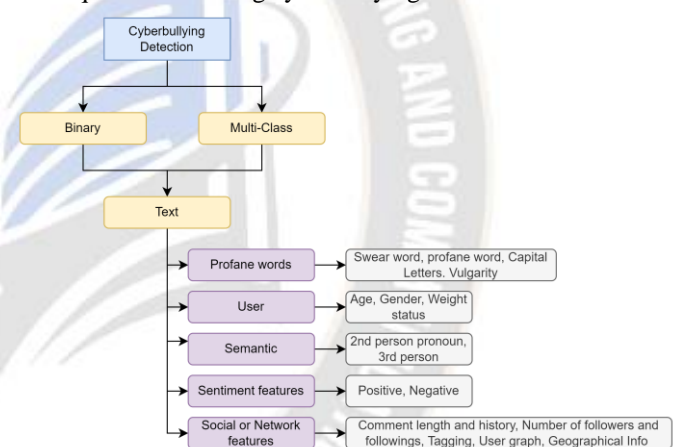 Cyberbullying
Detection
Binary
Multi-Class
Text
Profane words
Swear word, profane word, Capital
Letters. Vulgarity
User
Age, Gender, Weight
status
Semantic
2nd person pronoun,
3rd person
Sentiment features
Positive, Negative
Social or Network
features
Comment length and history, Number of followers and
followings, Tagging, User graph, Geographical Info